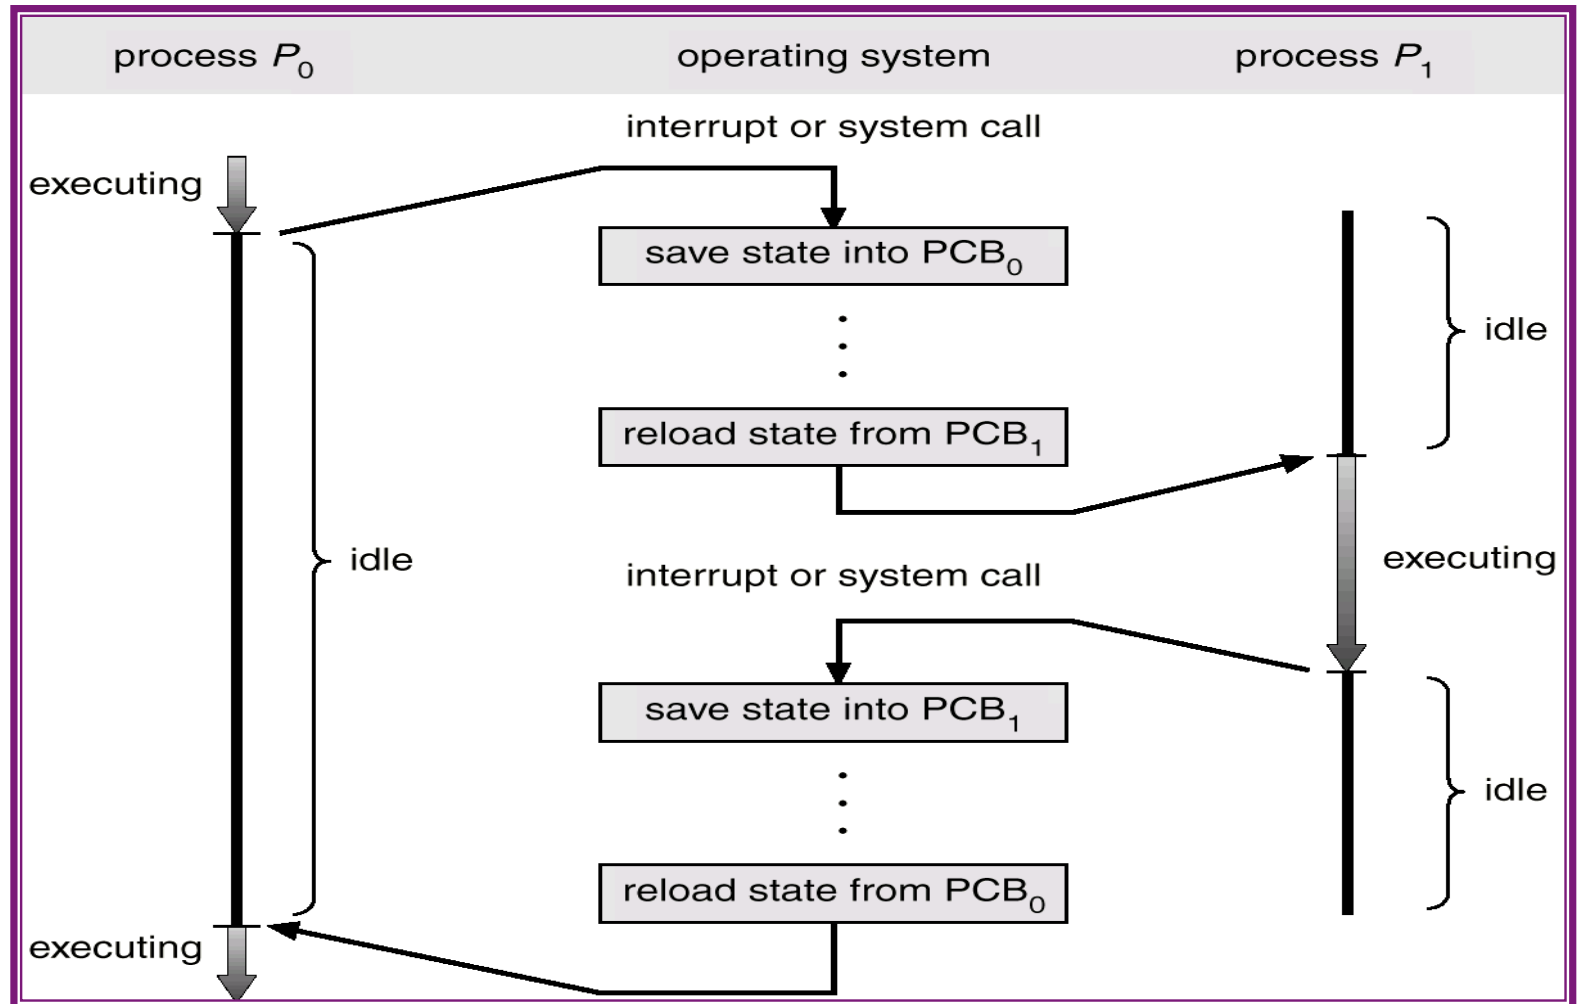 process P0
operating system
process P1
interrupt or system call
executing
save state into PCB0
idle
reload state from PCB1
idle
executing
interrupt or system call
save state into PCB1
idle
reload state from PCB0
executing